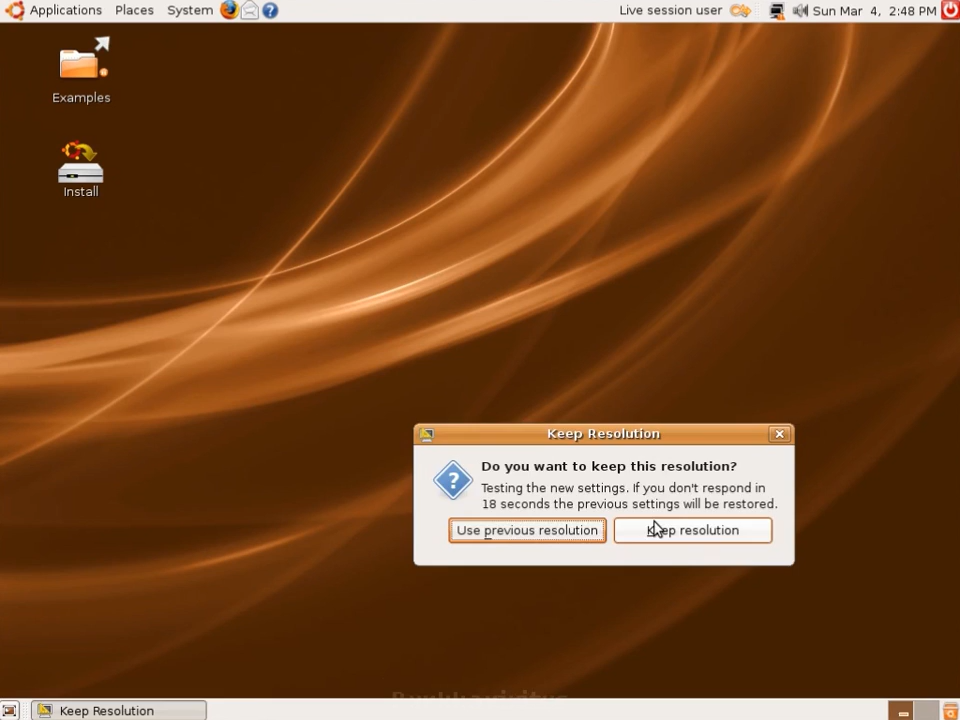 Applications Places System
Live session user
Sun Mar 4, 2:48 PM
Examples
Install
Keep Resolution
Do you want to keep this resolution?
Testing the new settings. If you don't respond in
18 seconds the previous settings will be restored.
Use previous resolution
Keep resolution
Keep Resolution